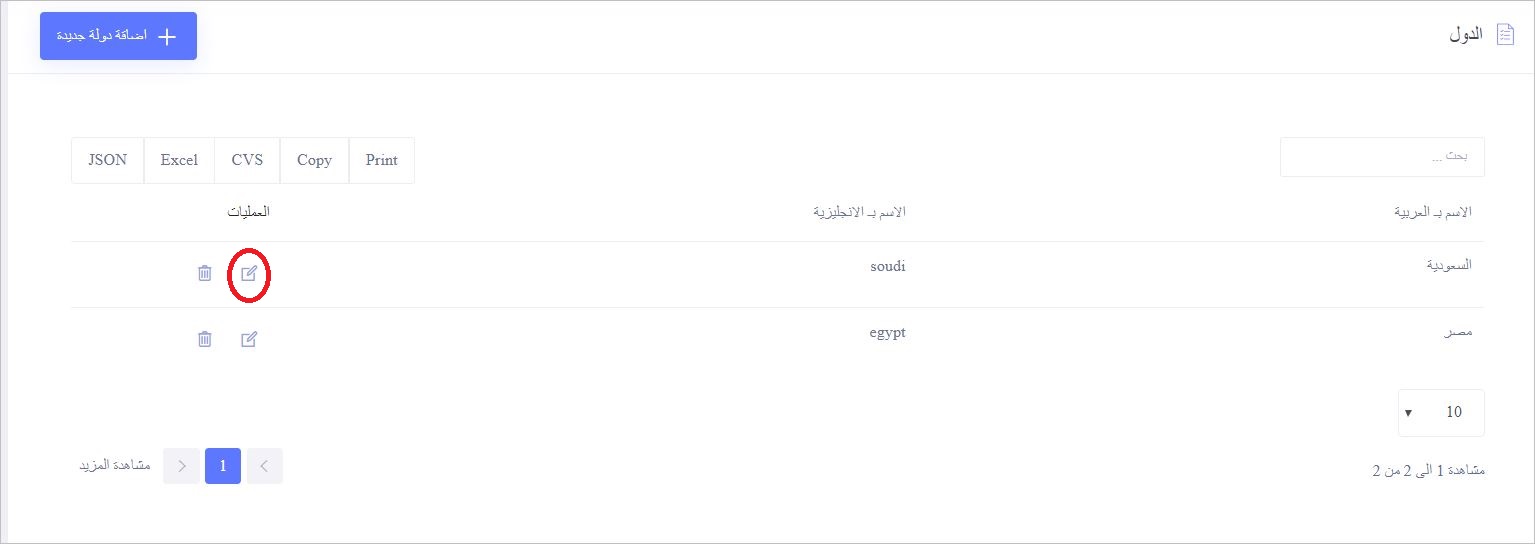 الدول
اضافة دولة جديدة
بحث ...
JSON Excel CVS Copy Print
الاسم بـ العربية الاسم بـ الانجليزية العمليات
السعودية soudi
مصر egypt
10
مشاهدة 1 الى 2 من 2
1 مشاهدة المزيد